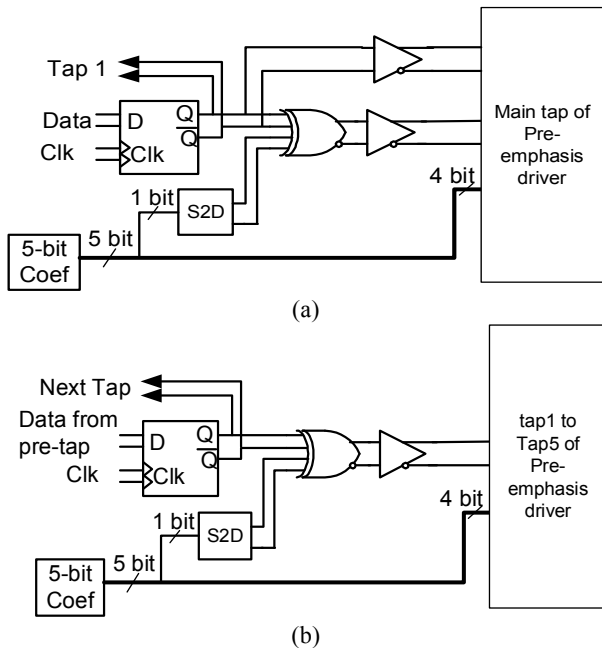 Tap 1
Data
Clk
D
Q
Q
Clk
1 bit
S2D
5-bit
Coef
5 bit
4 bit
Main tap of
Pre-
emphasis
driver
(a)
Next Tap
Data from
pre-tap
Clk
D
Q
Q
Clk
1 bit
S2D
5-bit
Coef
5 bit
4 bit
tap1 to
Tap5 of
Pre-
emphasis
driver
(b)